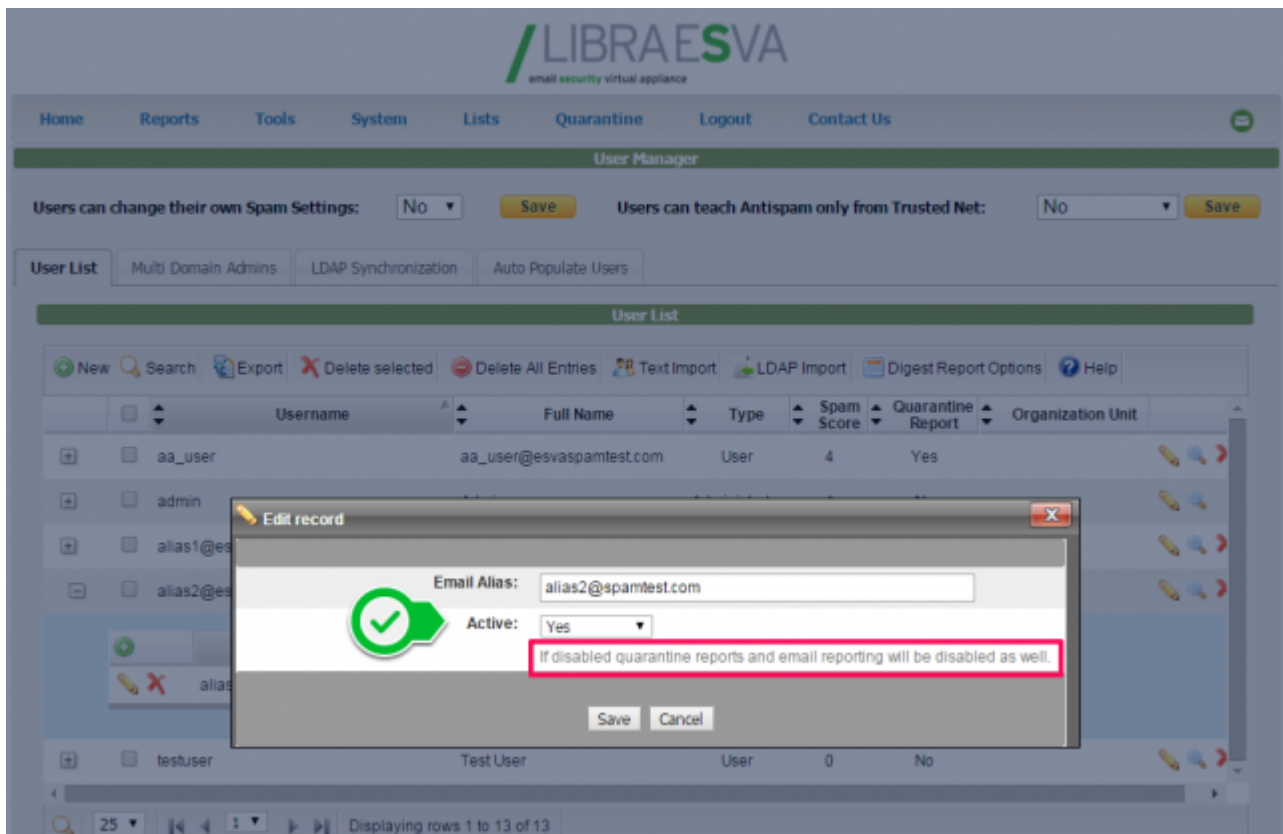 LIBRAESVA
email security virtual appliance
Home Reports Tools System Lists Quarantine Logout Contact Us
User Manager
Users can change their own Spam Settings: No Save Users can teach Antispam only from Trusted Net: No Save
User List Multi Domain Admins LDAP Synchronization Auto Populate Users
User List
New Search Export Delete selected Delete All Entries Text Import LDAP Import Digest Report Options Help
Username Full Name Type Spam Score Quarantine Report Organization Unit
aa_user aa_user@esvaspamtest.com User 4 Yes
admin
Edit record
alias1@es
Email Alias: alias2@spamtest.com
alias2@es
Active: Yes
If disabled quarantine reports and email reporting will be disabled as well.
alias
Save Cancel
testuser Test User User 0 No
25 1 Displaying rows 1 to 13 of 13